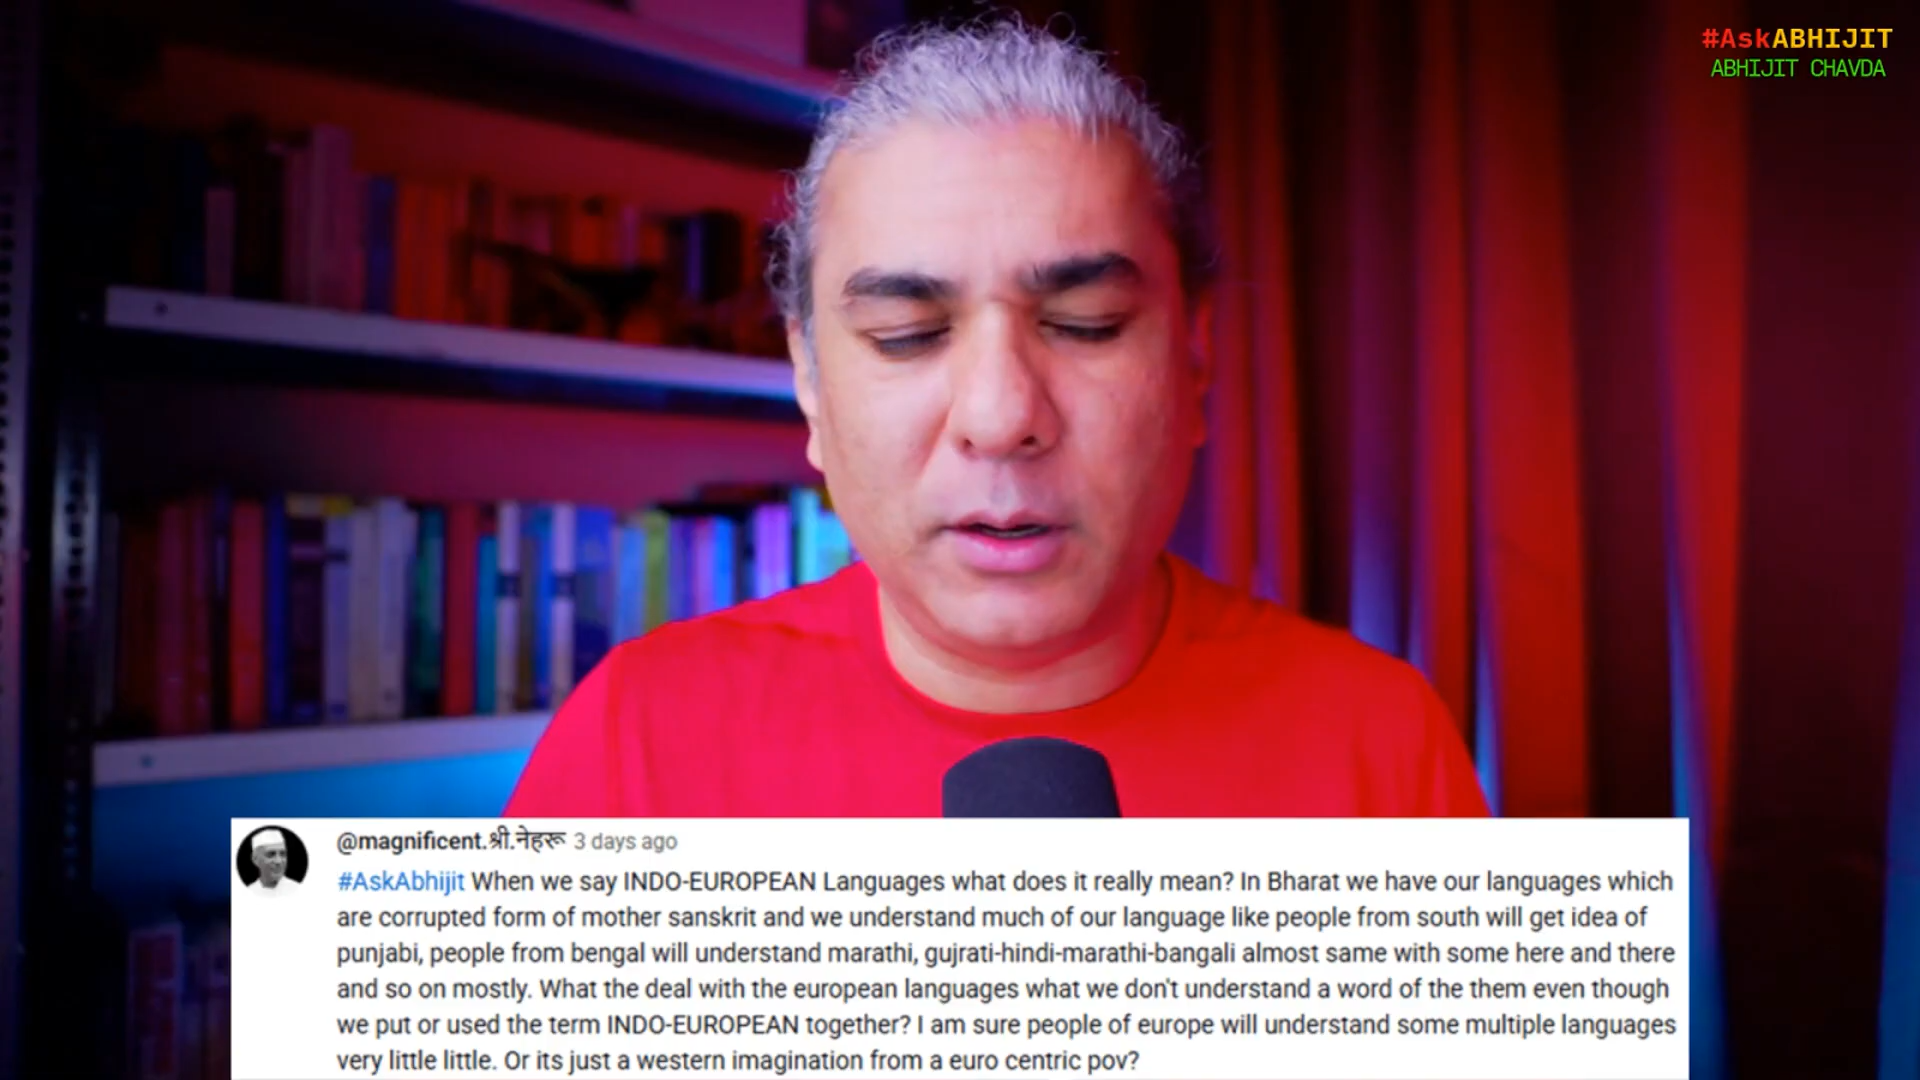 #AskABHIJIT
ABHIJIT CHAVDA
@magnificent.श्री.नेहरू 3 days ago
#AskAbhijit When we say INDO-EUROPEAN Languages what does it really mean? In Bharat we have our languages which
are corrupted form of mother sanskrit and we understand much of our language like people from south will get idea of
punjabi, people from bengal will understand marathi, gujrati-hindi-marathi-bangali almost same with some here and there
and so on mostly. What the deal with the european languages what we don't understand a word of the them even though
we put or used the term INDO-EUROPEAN together? I am sure people of europe will understand some multiple languages
very little little. Or its just a western imagination from a euro centric pov?